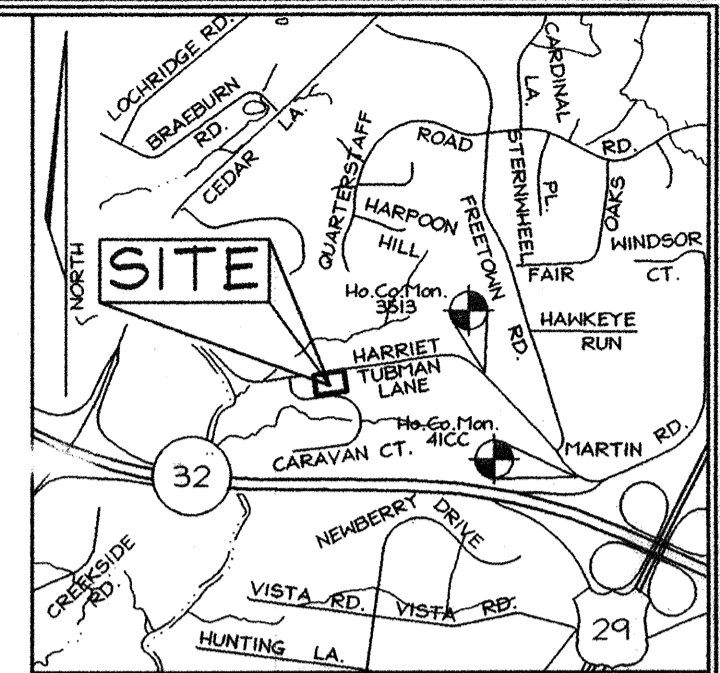 LOCHRIDGE RD.
BRAEBURN
RD.
CEDAR LA.
QUARTERSTAFF
ROAD
CARDINAL
LA.
STERNWHEEL
PL.
RD.
OAKS
FAIR
WINDSOR
CT.
HARPOON
HILL
FREETOWN
RD.
NORTH
SITE
Ho.Co.Mon.
3513
HAWKEYE
RUN
HARRIET
TUBMAN
LANE
Ho.Co.Mon.
41CC
MARTIN RD.
CARAVAN CT.
32
NEWBERRY DRIVE
CREEKSIDE
RD.
VISTA RD. VISTA RD.
29
HUNTING LA.